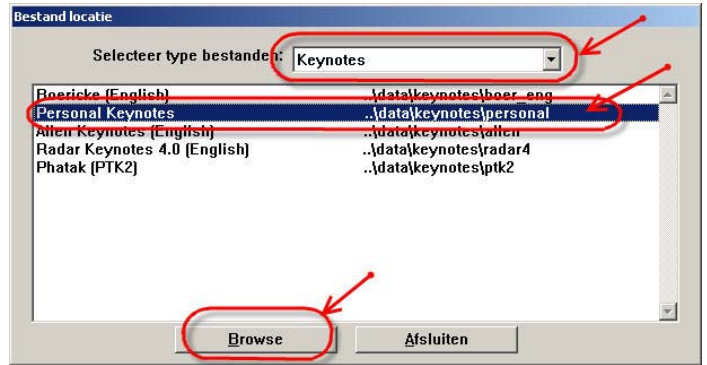 Bestand locatie
Selecteer type bestanden: Keynotes
Boericke (English) ..\data\keynotes\boer_eng
Personal Keynotes ..\data\keynotes\personal
Allen Keynotes (English) ..\data\keynotes\allen
Radar Keynotes 4.0 (English) ..\data\keynotes\radar4
Phatak (PTK2) ..\data\keynotes\ptk2
Browse Afsluiten